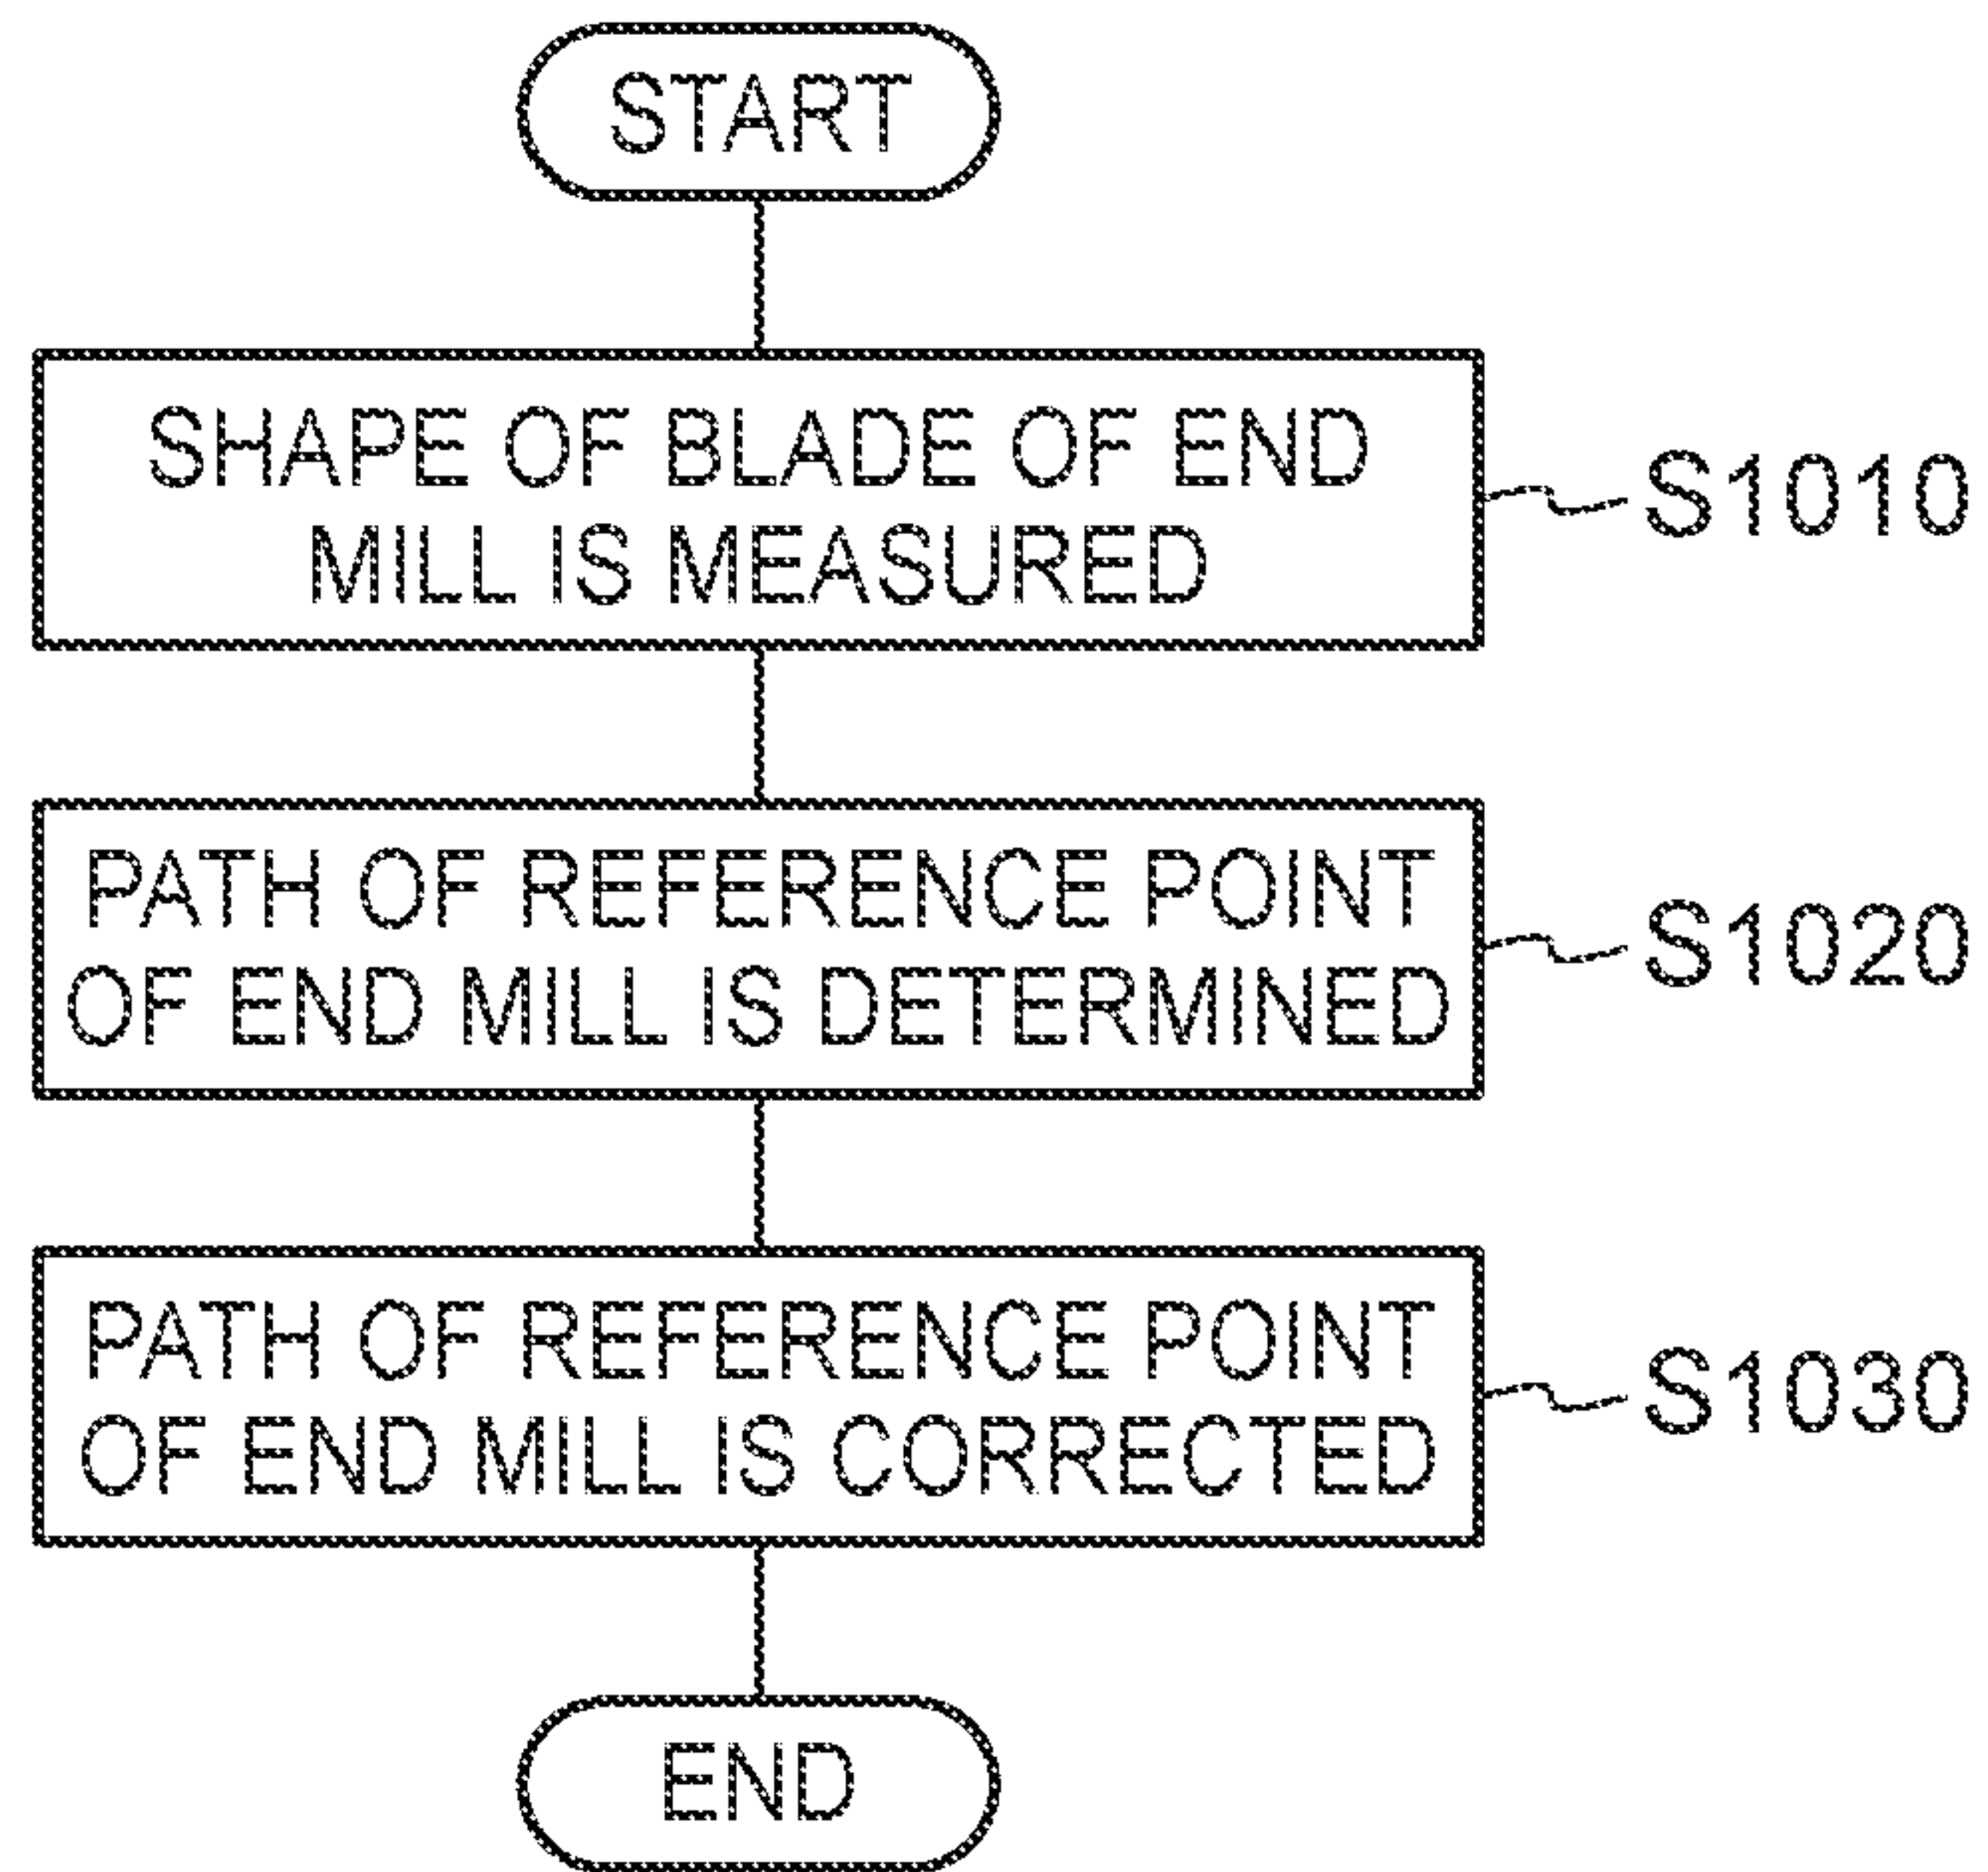 START
SHAPE OF BLADE OF END
MILL IS MEASURED
S1010
PATH OF REFERENCE POINT
OF END MILL IS DETERMINED
S1020
PATH OF REFERENCE POINT
OF END MILL IS CORRECTED
S1030
END